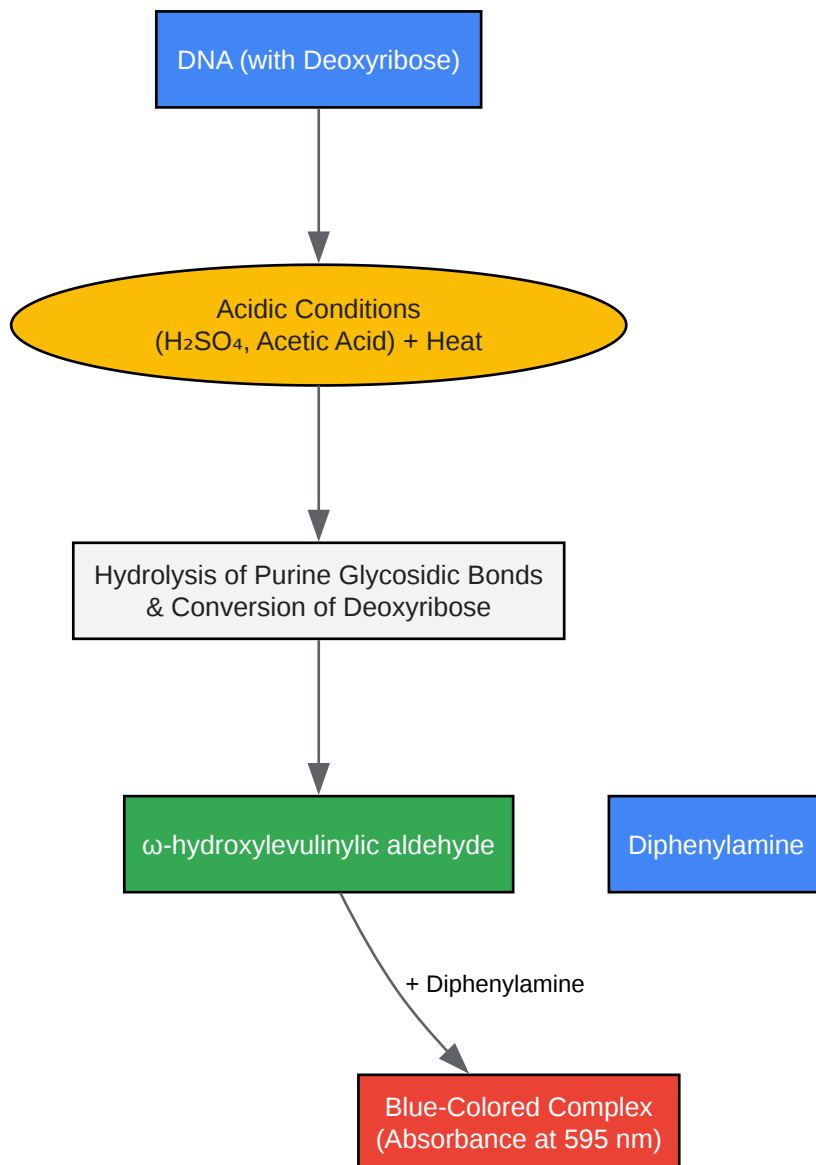 DNA (with Deoxyribose)
Acidic Conditions
(H₂SO₄, Acetic Acid) + Heat
Hydrolysis of Purine Glycosidic Bonds
& Conversion of Deoxyribose
ω-hydroxylevulinylic aldehyde
Diphenylamine
+ Diphenylamine
Blue-Colored Complex
(Absorbance at 595 nm)